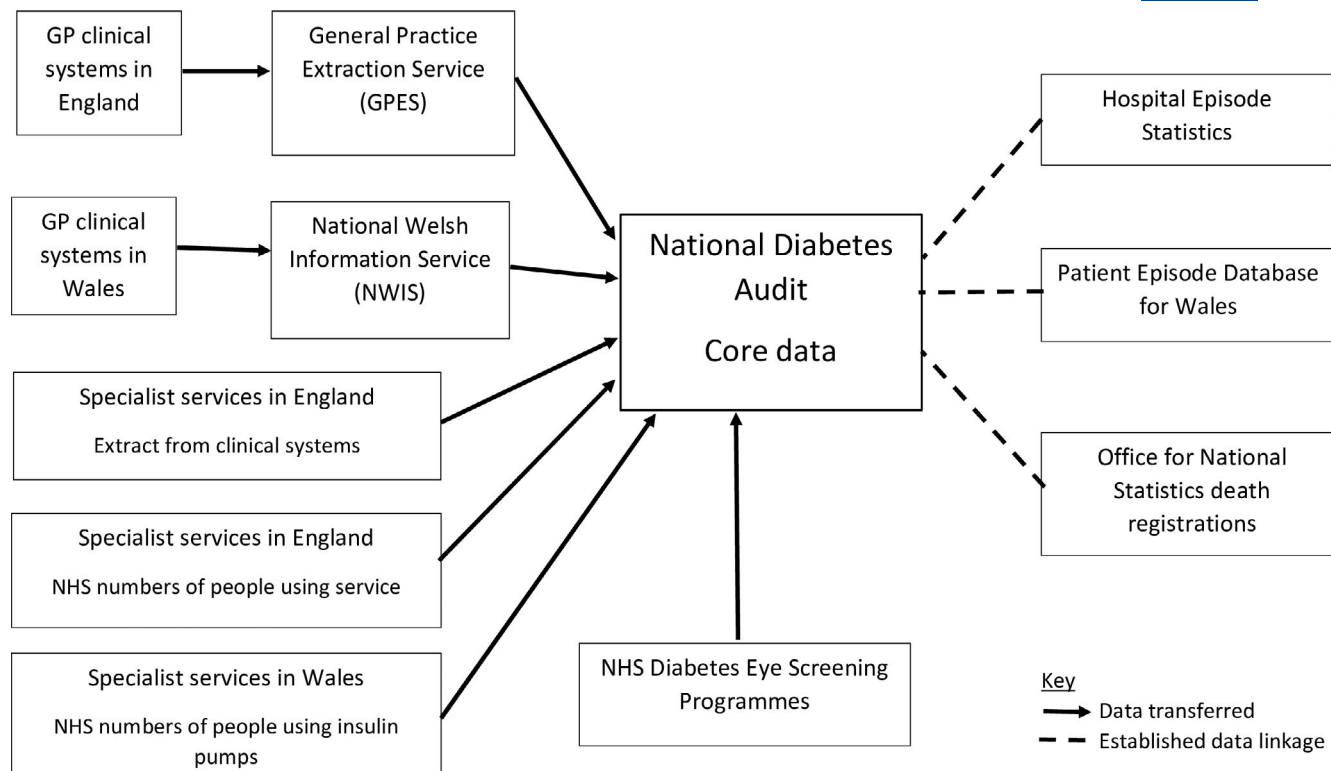 GP clinical
systems in
England
General Practice
Extraction Service
(GPES)
Hospital Episode
Statistics
GP clinical
systems in
Wales
National Welsh
Information Service
(NWIS)
National Diabetes
Audit
Core data
Patient Episode Database
for Wales
Specialist services in England
Extract from clinical systems
Office for National
Statistics death
registrations
Specialist services in England
NHS numbers of people using service
Specialist services in Wales
NHS numbers of people using insulin
pumps
NHS Diabetes Eye Screening
Programmes
Key
Data transferred
Established data linkage